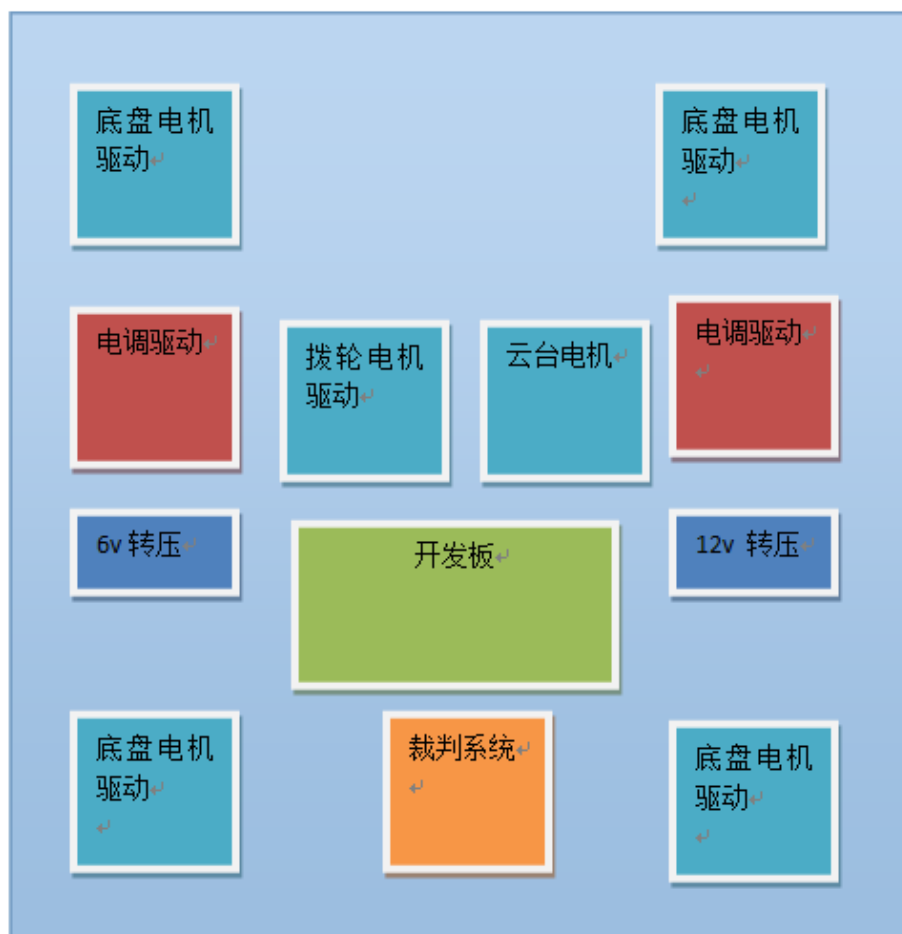 底盘电机
驱动
底盘电机
驱动
电调驱动
拨轮电机
驱动
云台电机
电调驱动
6v 转压
开发板
12v 转压
底盘电机
驱动
裁判系统
底盘电机
驱动